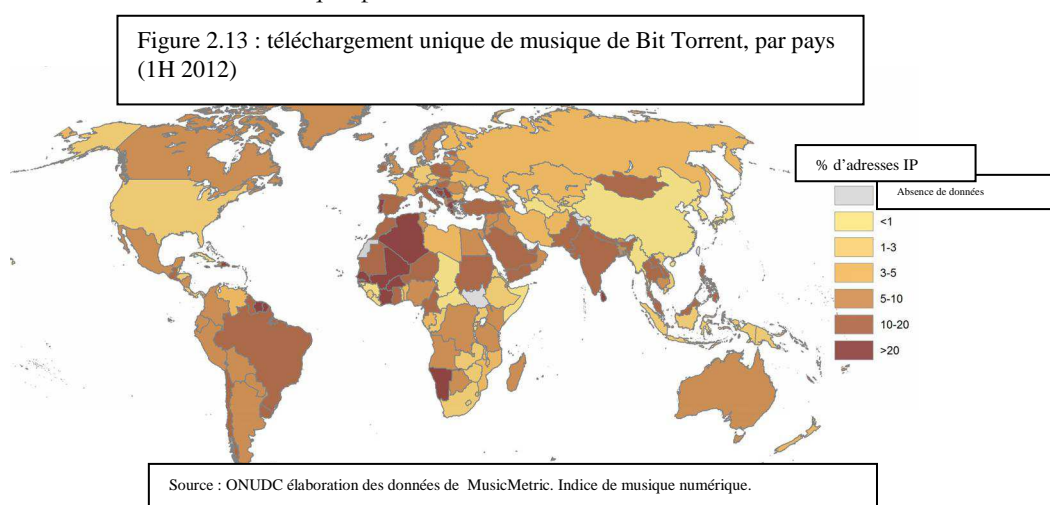 Figure 2.13 : téléchargement unique de musique de Bit Torrent, par pays
(1H 2012)
% d’adresses IP
Absence de données
<1
1-3
3-5
5-10
10-20
>20
Source : ONUDC élaboration des données de MusicMetric. Indice de musique numérique.